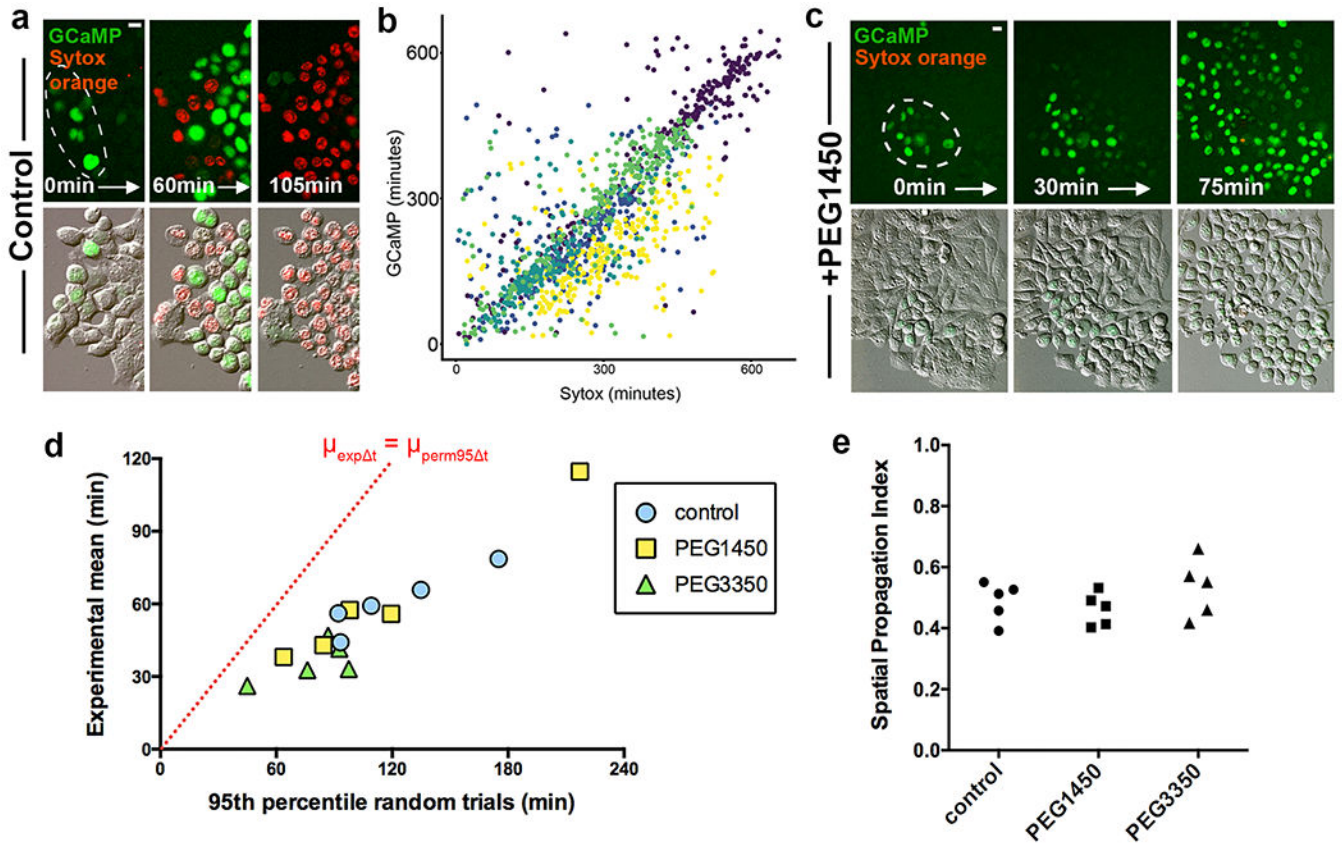 a
Control
GCaMP
Sytox
orange
0min
60min
105min
b
600
300
0
GCaMP (minutes)
0
300
600
Sytox (minutes)
c
+PEG1450
GCaMP
Sytox orange
0min
30min
75min
d
μexpΔt = μperm95Δt
120
90
60
30
0
Experimental mean (min)
0
60
120
180
240
95th percentile random trials (min)
control
PEG1450
PEG3350
e
1.0
0.8
0.6
0.4
0.2
0.0
Spatial Propagation Index
control
PEG1450
PEG3350